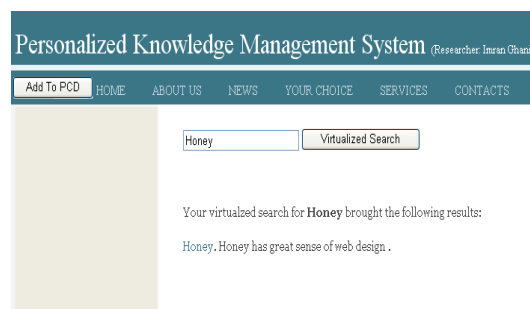 Personalized Knowledge Management System (Researcher: Imran Ghani
Add To PCD HOME ABOUT US NEWS YOUR CHOICE SERVICES CONTACTS
Honey Virtualized Search
Your virtualzed search for Honey brought the following results:
Honey. Honey has great sense of web design .